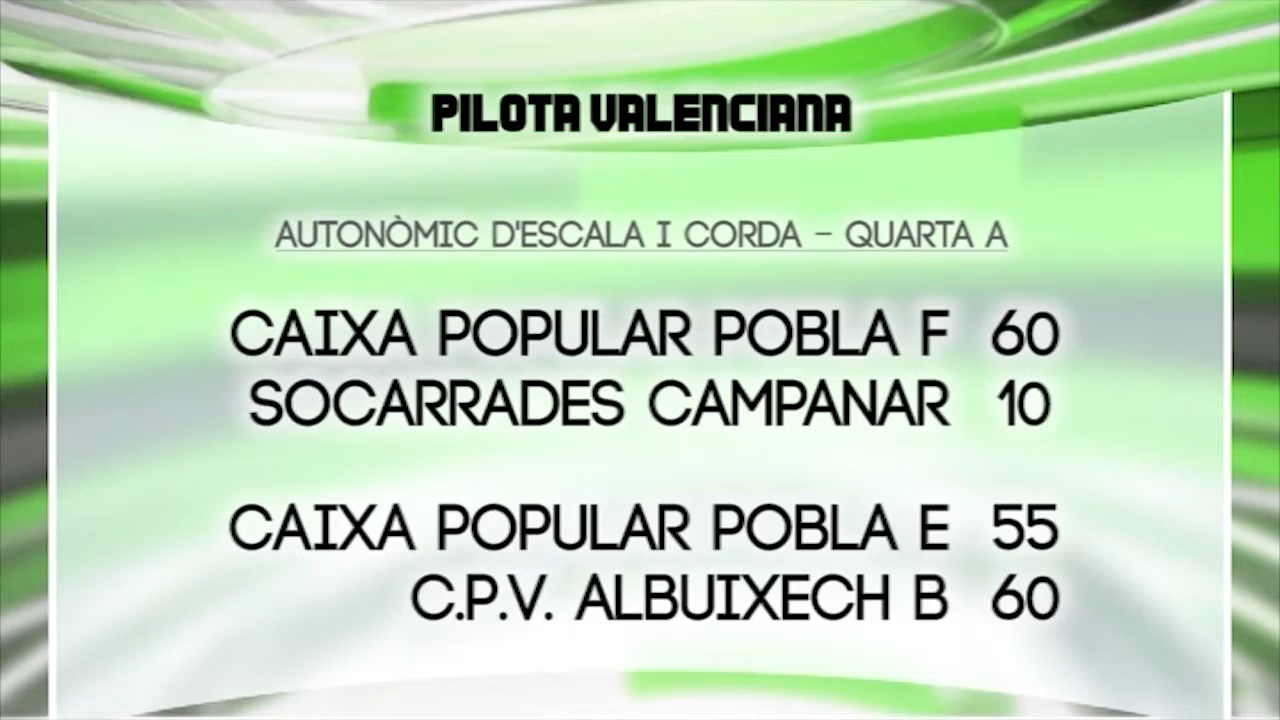 PILOTA VALENCIANA
AUTONÒMIC D'ESCALA I CORDA - QUARTA A
CAIXA POPULAR POBLA F 60
SOCARRADES CAMPANAR 10
CAIXA POPULAR POBLA E 55
C.P.V. ALBUIXECH B 60